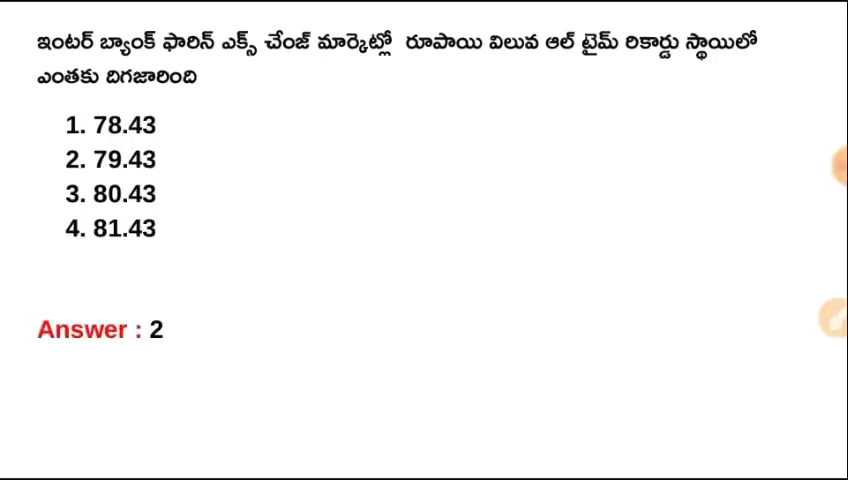 ఇంటర్ బ్యాంక్ ఫారిన్ ఎక్స్ చేంజ్ మార్కెట్లో రూపాయి విలువ ఆల్ టైమ్ రికార్డు స్థాయిలో
ఎంతకు దిగజారింది
1. 78.43
2. 79.43
3. 80.43
4. 81.43
Answer : 2